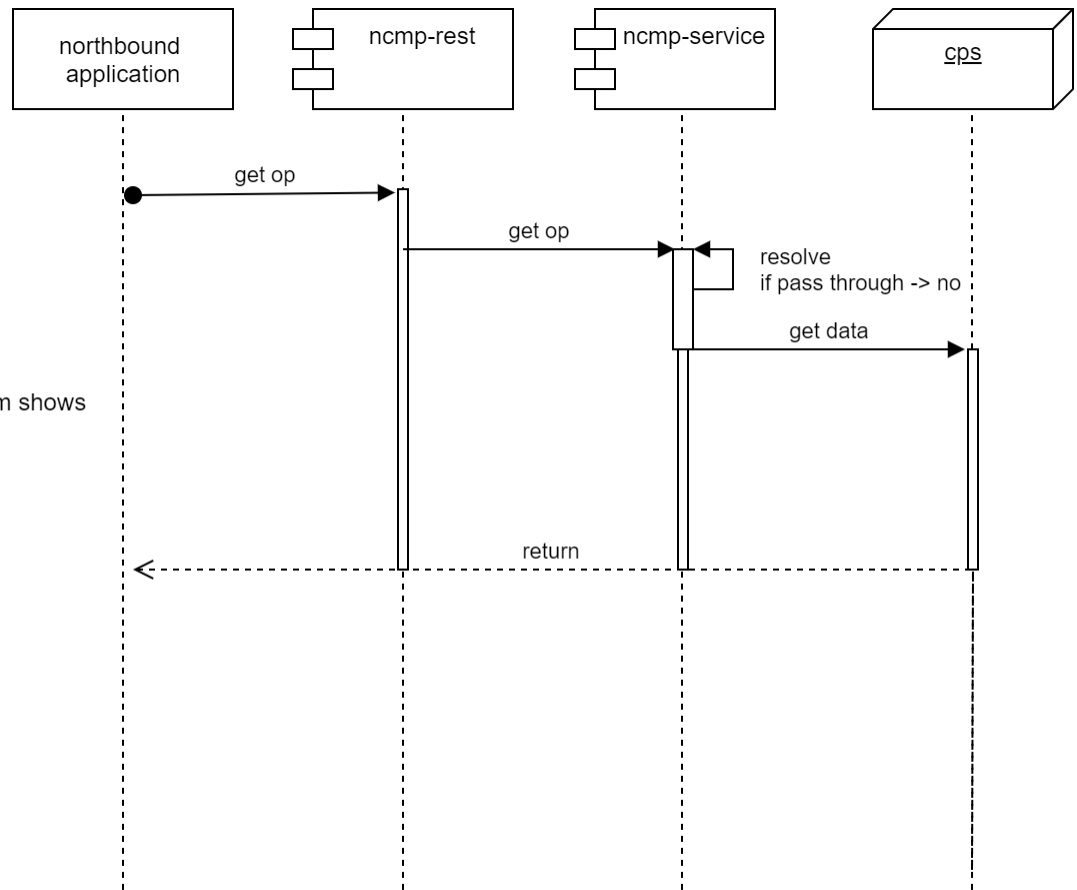 northbound
application
ncmp-rest
ncmp-service
cps
get op
get op
resolve
if pass through -> no
get data
m shows
return